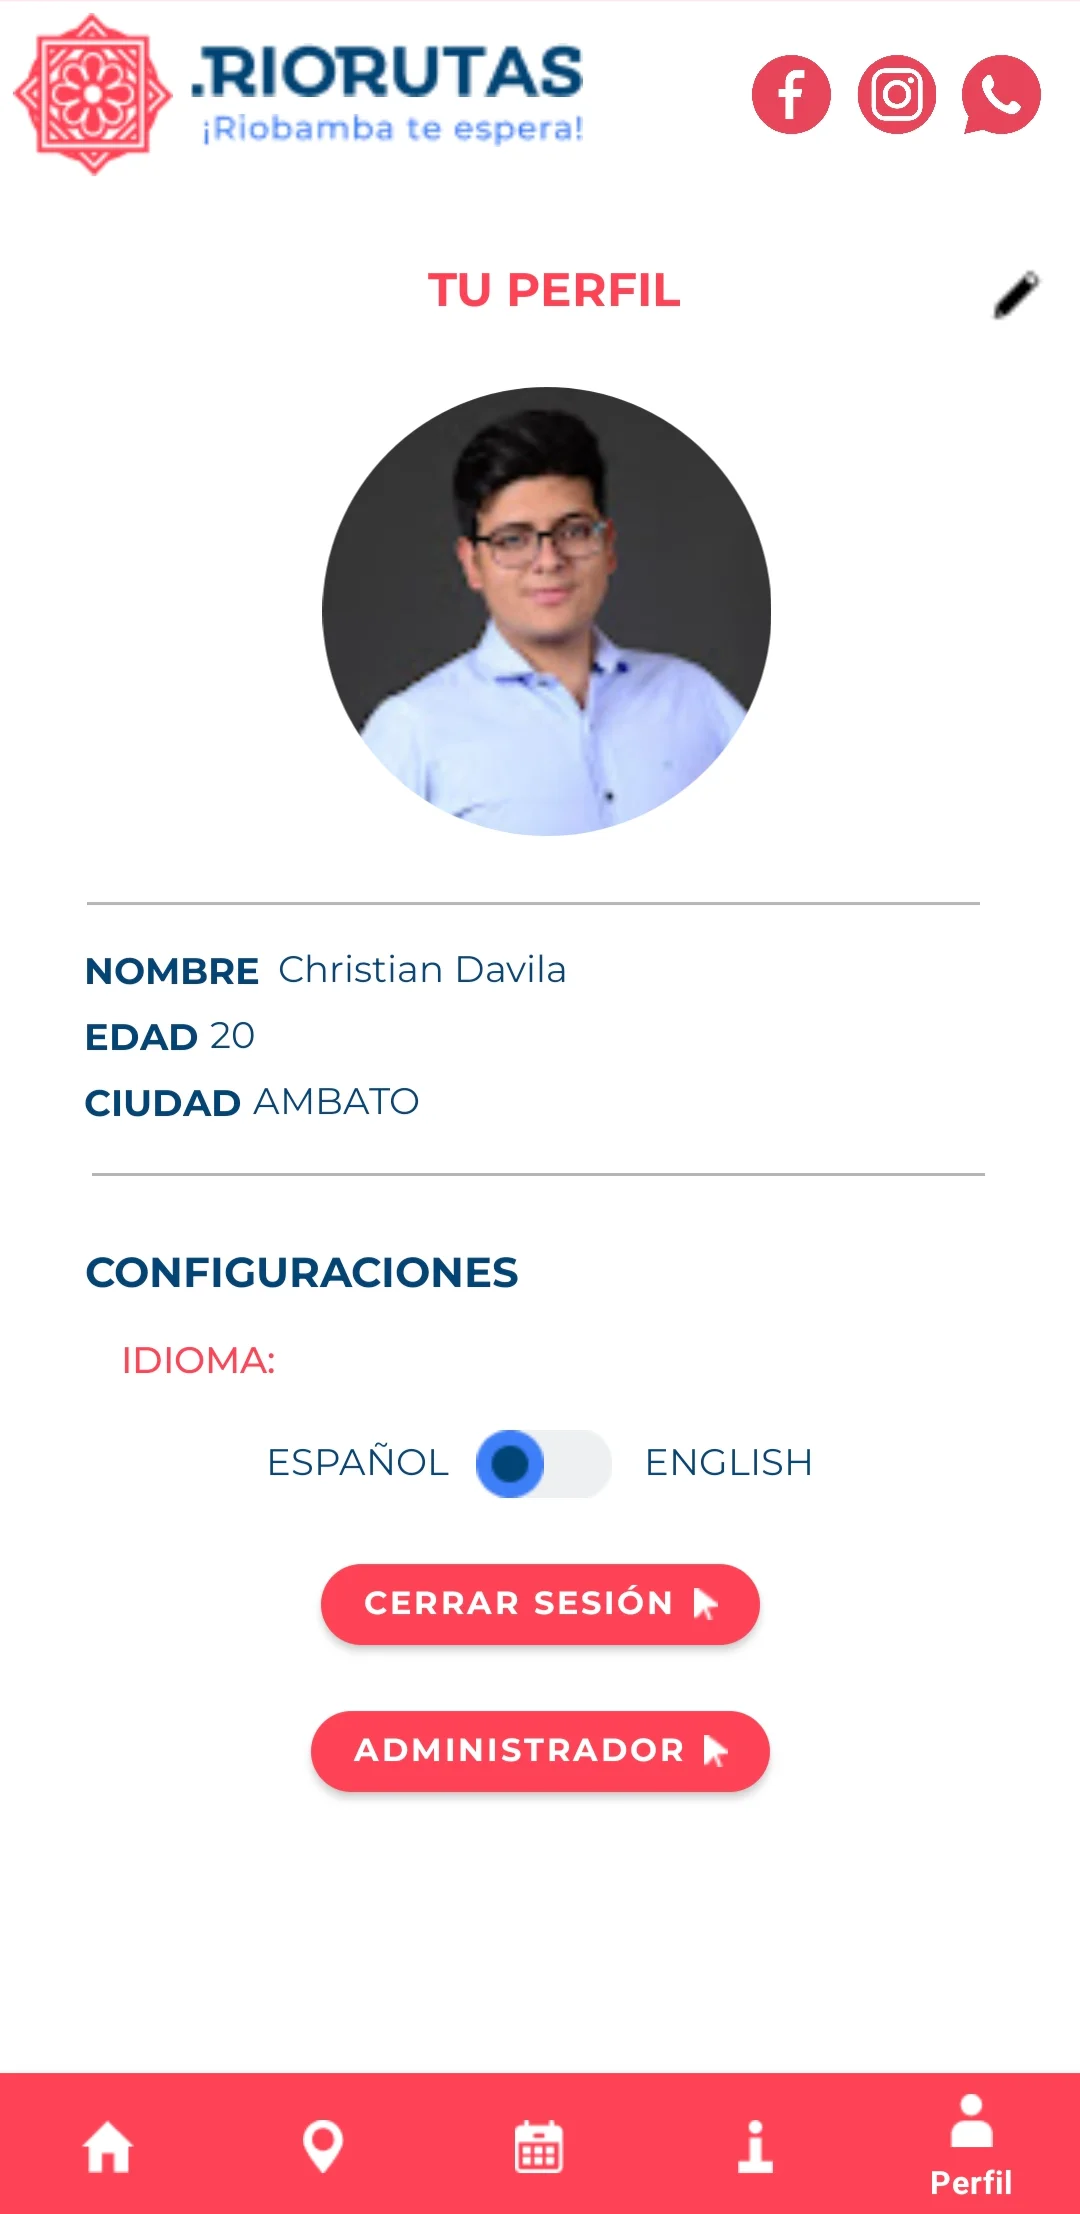 .RIORUTAS
¡Riobamba te espera!
TU PERFIL
NOMBRE Christian Davila
EDAD 20
CIUDAD AMBATO
CONFIGURACIONES
IDIOMA:
ESPAÑOL ENGLISH
CERRAR SESIÓN
ADMINISTRADOR
Perfil